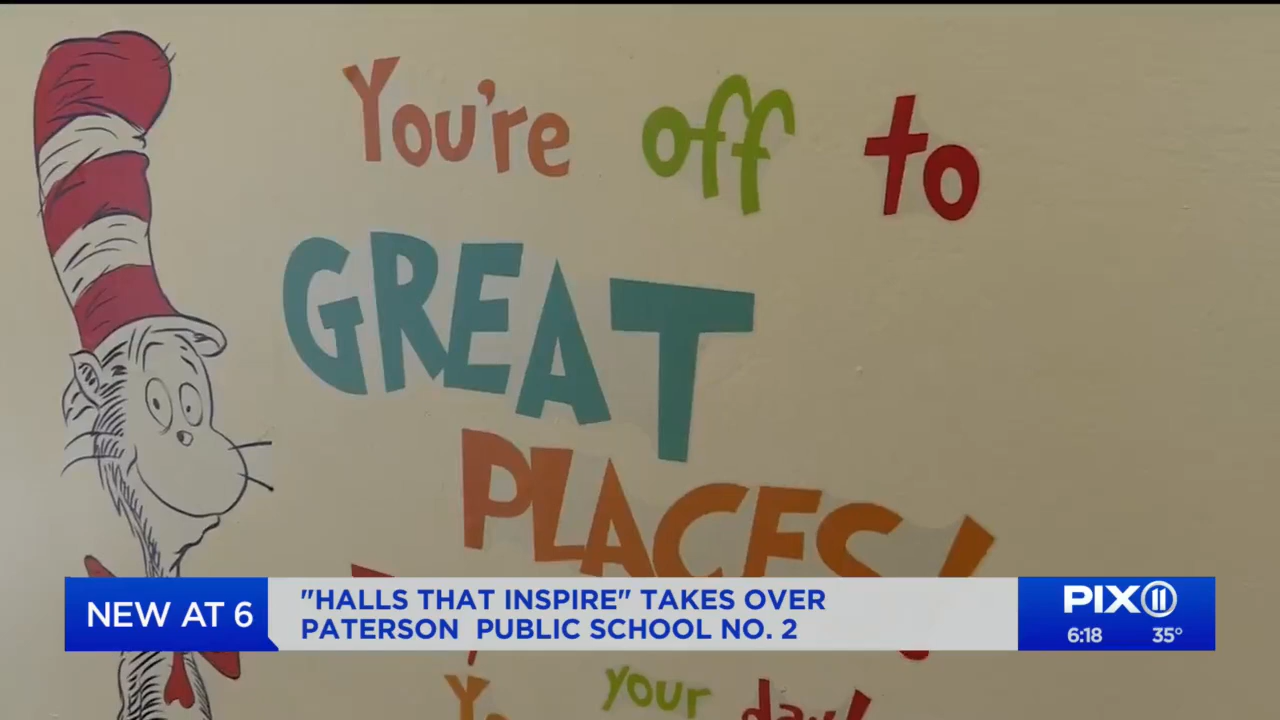 You're off to
GREAT
PLACES!
NEW AT 6
"HALLS THAT INSPIRE" TAKES OVER
PATERSON PUBLIC SCHOOL NO. 2
PIX11
6:18 35°
your day!